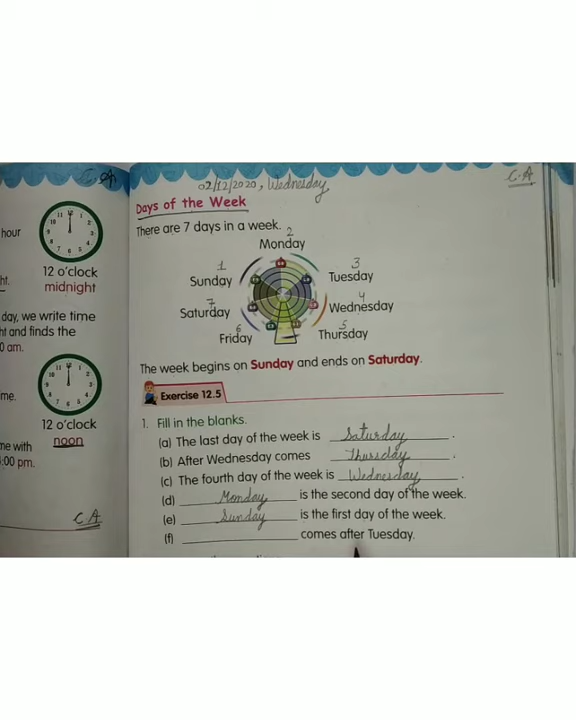 C.A
hour
12 o'clock
midnight
ht.
day, we write time
ht and finds the
0 am.
me.
12 o'clock
noon
me with
:00 pm.
C.A
02/12/2020, Wednesday
C.A
Days of the Week
There are 7 days in a week.
2
Monday
1 3
Sunday Tuesday
7 4
Saturday Wednesday
6 5
Friday Thursday
The week begins on Sunday and ends on Saturday.
Exercise 12.5
1. Fill in the blanks.
(a) The last day of the week is Saturday.
(b) After Wednesday comes Thursday.
(c) The fourth day of the week is Wednesday.
(d) Monday is the second day of the week.
(e) Sunday is the first day of the week.
(f) ____________ comes after Tuesday.